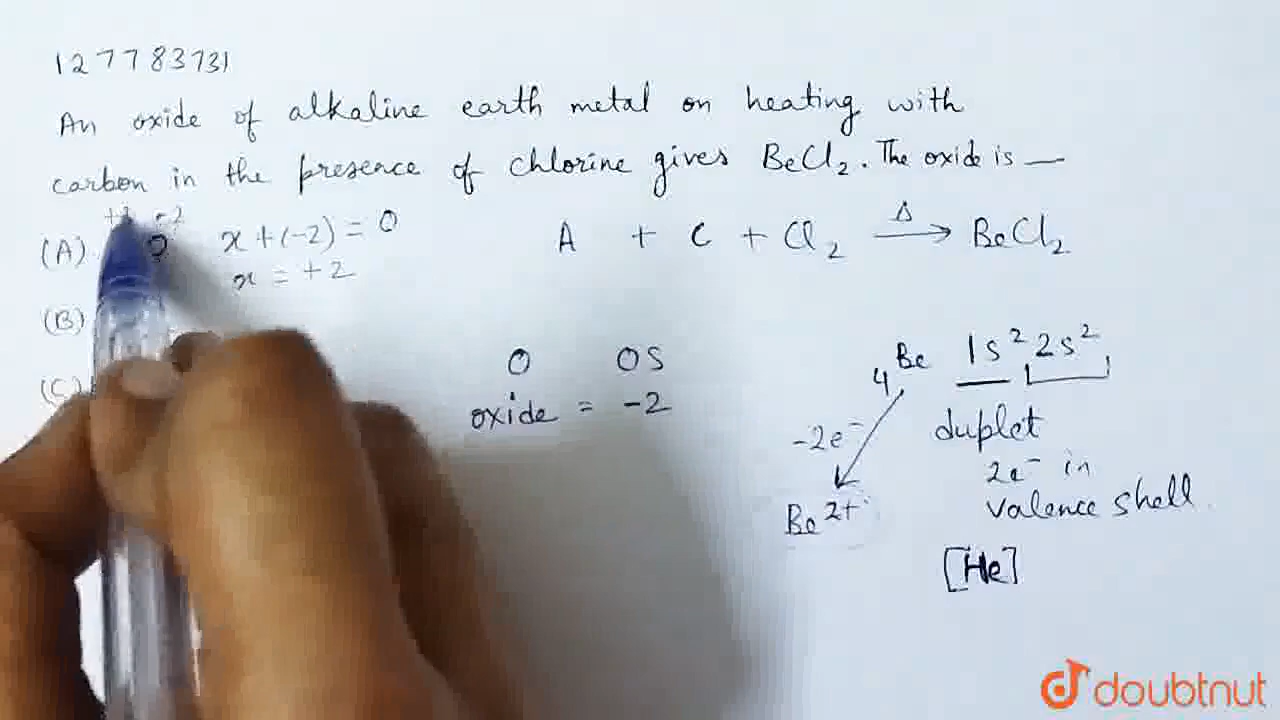 127783731
An oxide of alkaline earth metal on heating with
carbon in the presence of chlorine gives BeCl₂. The oxide is —
-2
(A) O x + (-2) = 0
x = +2
A + C + Cl₂ —Δ→ BeCl₂
(B)
(C)
O OS
oxide = -2
₄Be 1s² 2s²
-2e⁻
Be²⁺
duplet
2e⁻ in
valence shell.
[He]
doubtnut